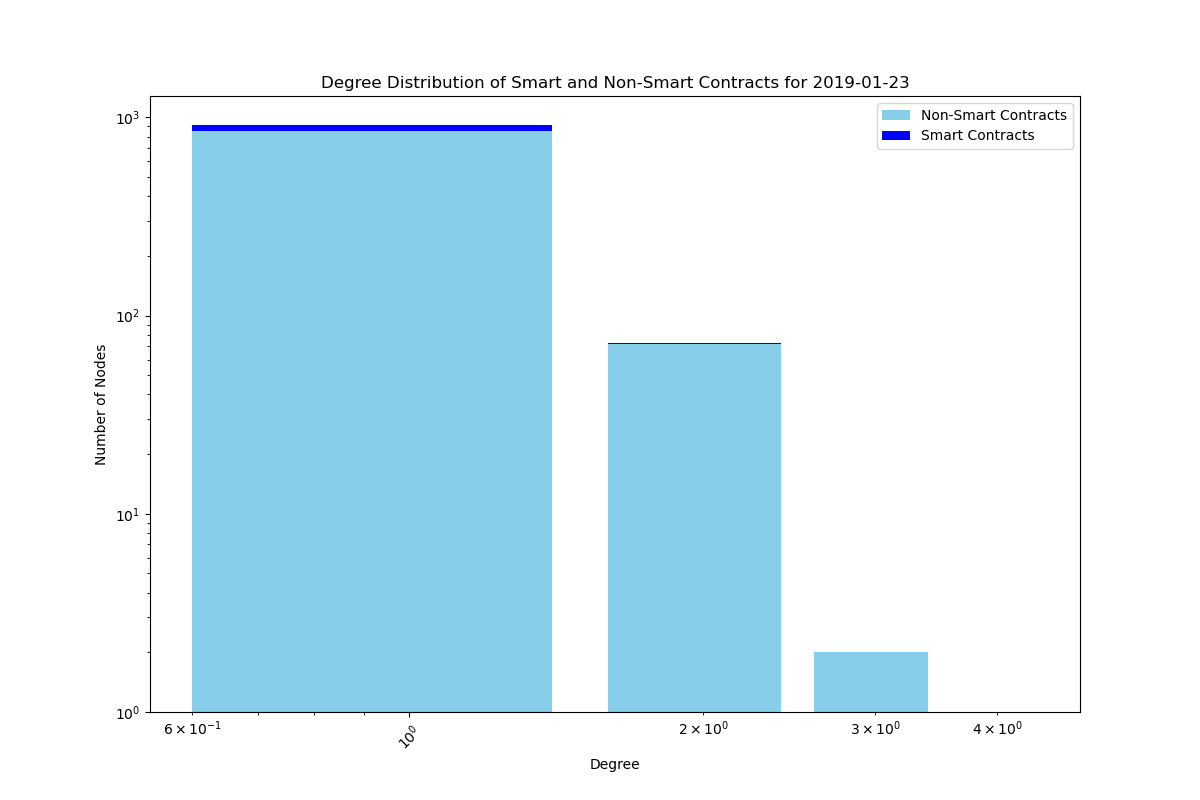 Degree Distribution of Smart and Non-Smart Contracts for 2019-01-23
Non-Smart Contracts
Smart Contracts
Number of Nodes
10³
10²
10¹
10⁰
6 × 10⁻¹
10⁰
2 × 10⁰
3 × 10⁰
4 × 10⁰
Degree